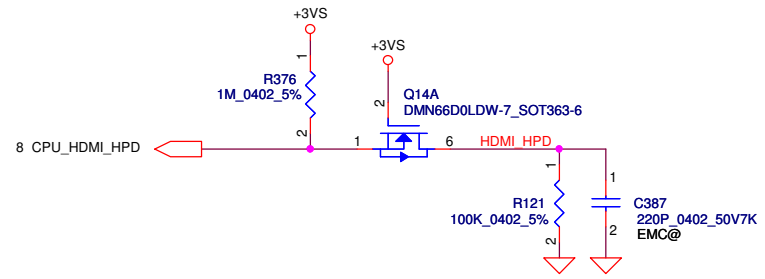 +3VS
+3VS
1
R376
1M_0402_5%
2
2
Q14A
DMN66D0LDW-7_SOT363-6
8 CPU_HDMI_HPD
1
6
HDMI_HPD
1
R121
100K_0402_5%
2
1
C387
220P_0402_50V7K
2
EMC@